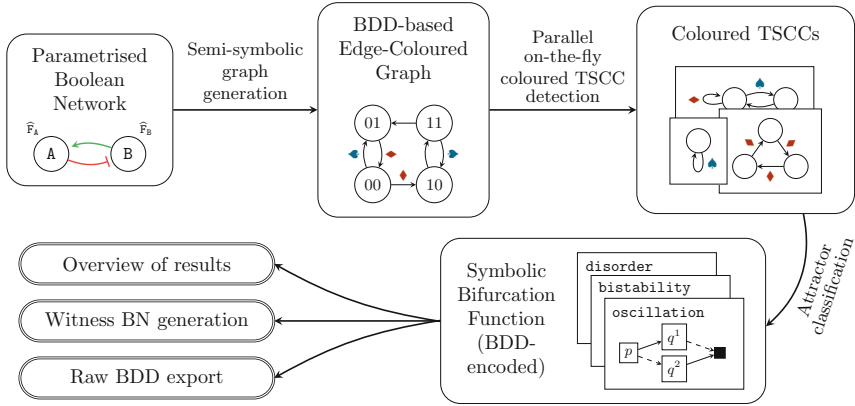 Parametrised
Boolean
Network
F̂_A
F̂_B
A
B
Semi-symbolic
graph
generation
BDD-based
Edge-Coloured
Graph
01
11
00
10
Parallel
on-the-fly
coloured TSCC
detection
Coloured TSCCs
Attractor
classification
Symbolic
Bifurcation
Function
(BDD-
encoded)
disorder
bistability
oscillation
p
q¹
q²
Overview of results
Witness BN generation
Raw BDD export